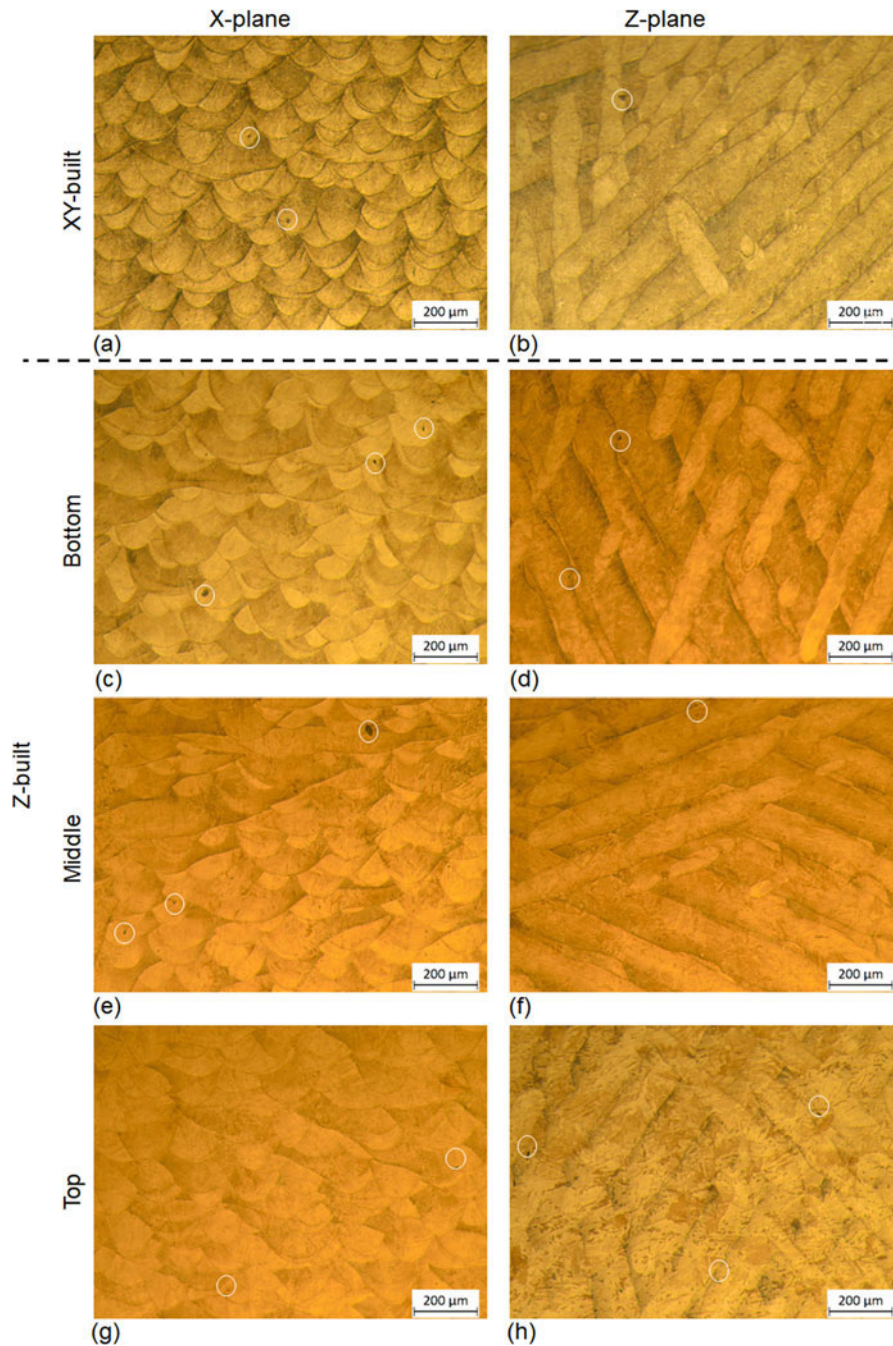 X-plane Z-plane
XY-built
200 µm 200 µm
(a) (b)
Z-built
Bottom
200 µm 200 µm
(c) (d)
Middle
200 µm 200 µm
(e) (f)
Top
200 µm 200 µm
(g) (h)